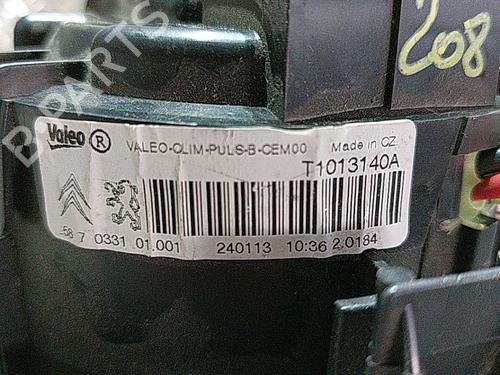 208
Valeo ® VALEO-CLIM-PULS-B-CEM00 Made in CZ
T1013140A
58 7 0331 01.001 240113 10:36 2.0184
B-PARTS